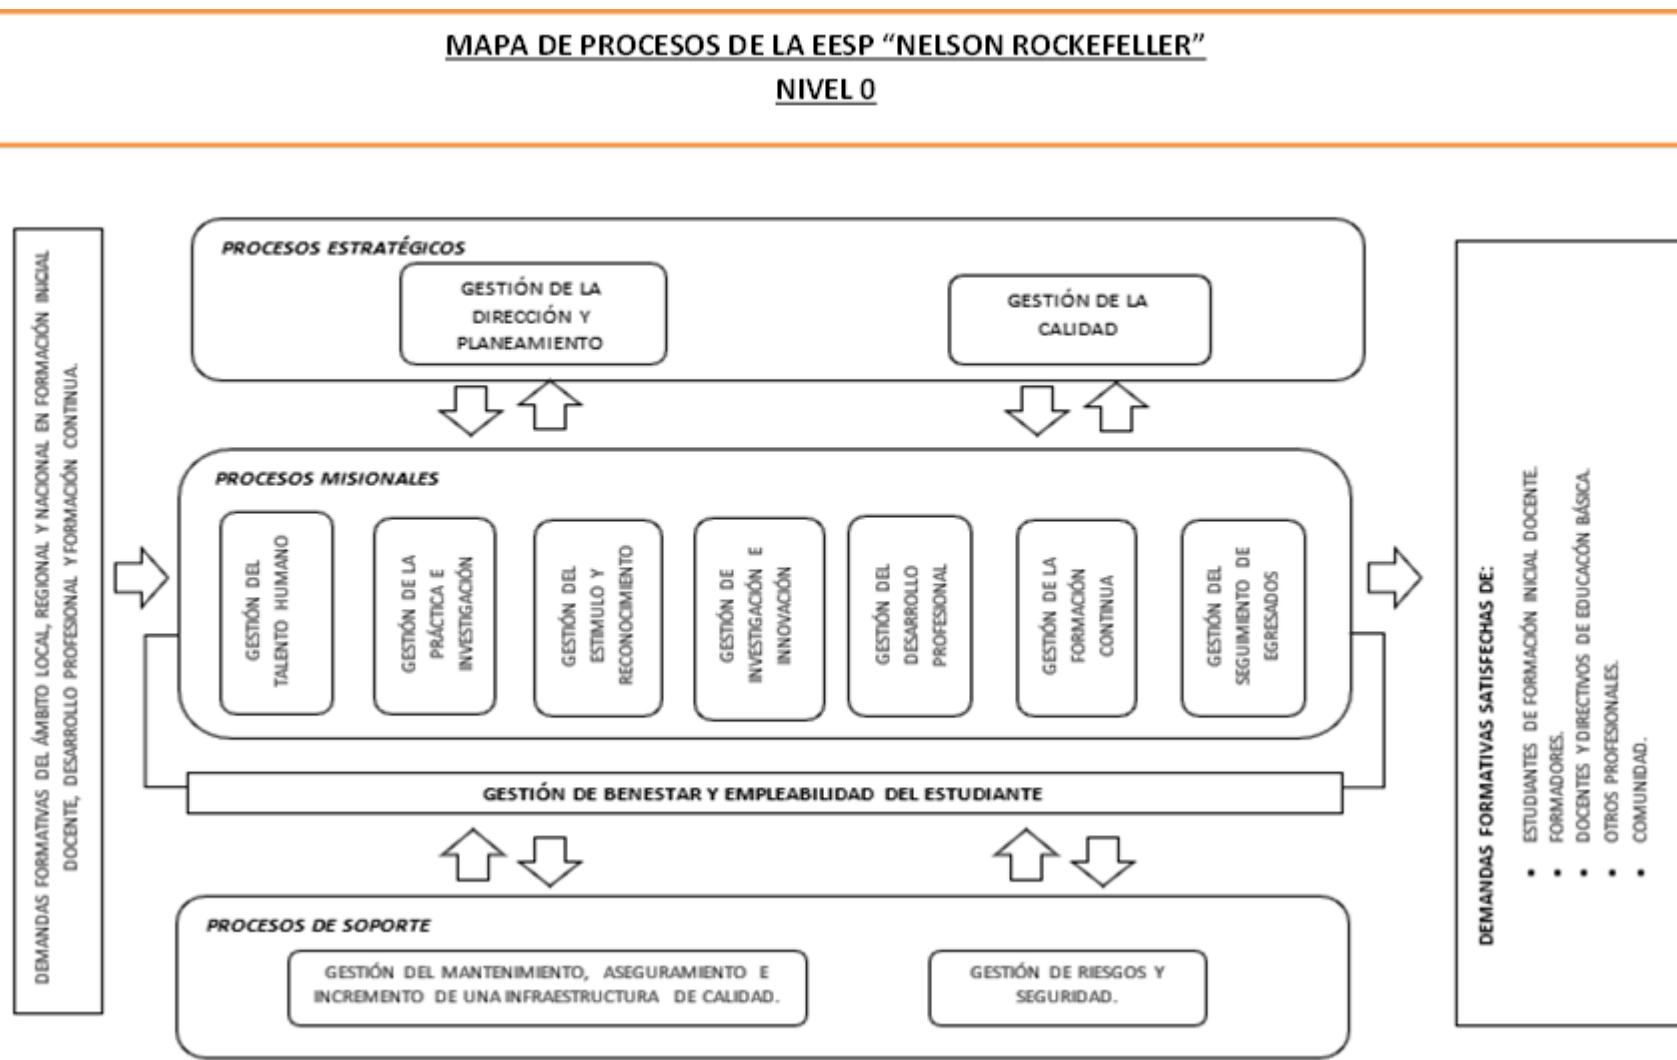 MAPA DE PROCESOS DE LA EESP “NELSON ROCKEFELLER”
NIVEL 0
DEMANDAS FORMATIVAS DEL ÁMBITO LOCAL, REGIONAL Y NACIONAL EN FORMACIÓN INICIAL
DOCENTE, DESARROLLO PROFESIONAL Y FORMACIÓN CONTINUA.
PROCESOS ESTRATÉGICOS
GESTIÓN DE LA
DIRECCIÓN Y
PLANEAMIENTO
GESTIÓN DE LA
CALIDAD
PROCESOS MISIONALES
GESTIÓN DEL
TALENTO HUMANO
GESTIÓN DE LA
PRÁCTICA E
INVESTIGACIÓN
GESTIÓN DEL
ESTIMULO Y
RECONOCIMIENTO
GESTIÓN DE
INVESTIGACIÓN E
INNOVACIÓN
GESTIÓN DEL
DESARROLLO
PROFESIONAL
GESTIÓN DE LA
FORMACIÓN
CONTINUA
GESTIÓN DEL
SEGUIMIENTO DE
EGRESADOS
GESTIÓN DE BENESTAR Y EMPLEABILIDAD DEL ESTUDIANTE
PROCESOS DE SOPORTE
GESTIÓN DEL MANTENIMIENTO, ASEGURAMIENTO E
INCREMENTO DE UNA INFRAESTRUCTURA DE CALIDAD.
GESTIÓN DE RIESGOS Y
SEGURIDAD.
DEMANDAS FORMATIVAS SATISFECHAS DE:
▪ ESTUDIANTES DE FORMACIÓN INICIAL DOCENTE.
▪ FORMADORES.
▪ DOCENTES Y DIRECTIVOS DE EDUCACÓN BÁSICA.
▪ OTROS PROFESIONALES.
▪ COMUNIDAD.